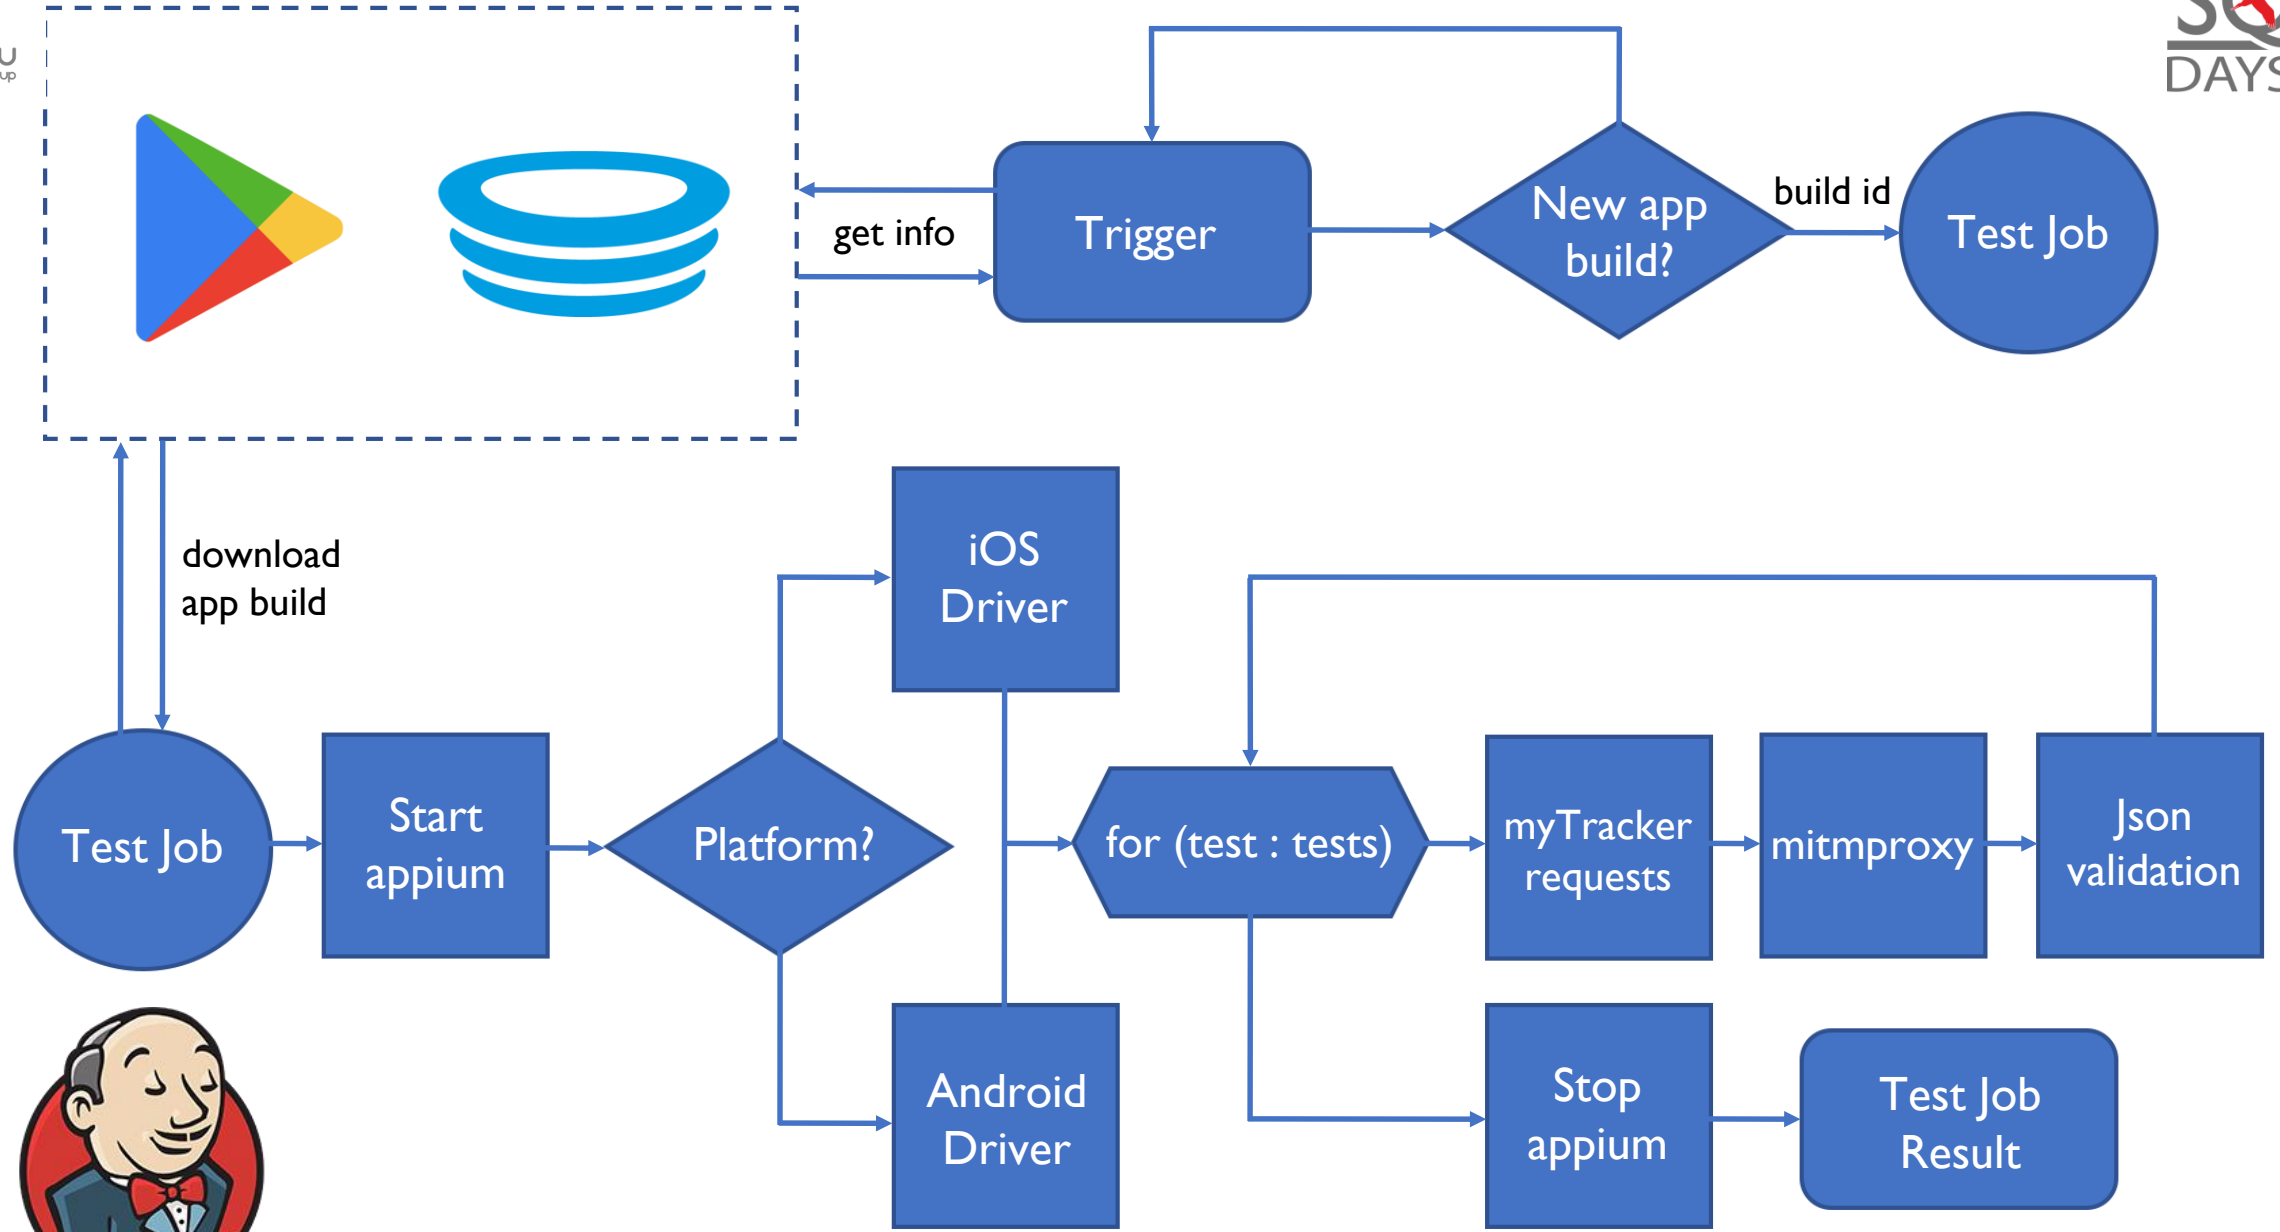 DAYS
get info
Trigger
New app
build?
build id
Test Job
download
app build
iOS
Driver
Test Job
Start
appium
Platform?
for (test : tests)
myTracker
requests
mitmproxy
Json
validation
Android
Driver
Stop
appium
Test Job
Result